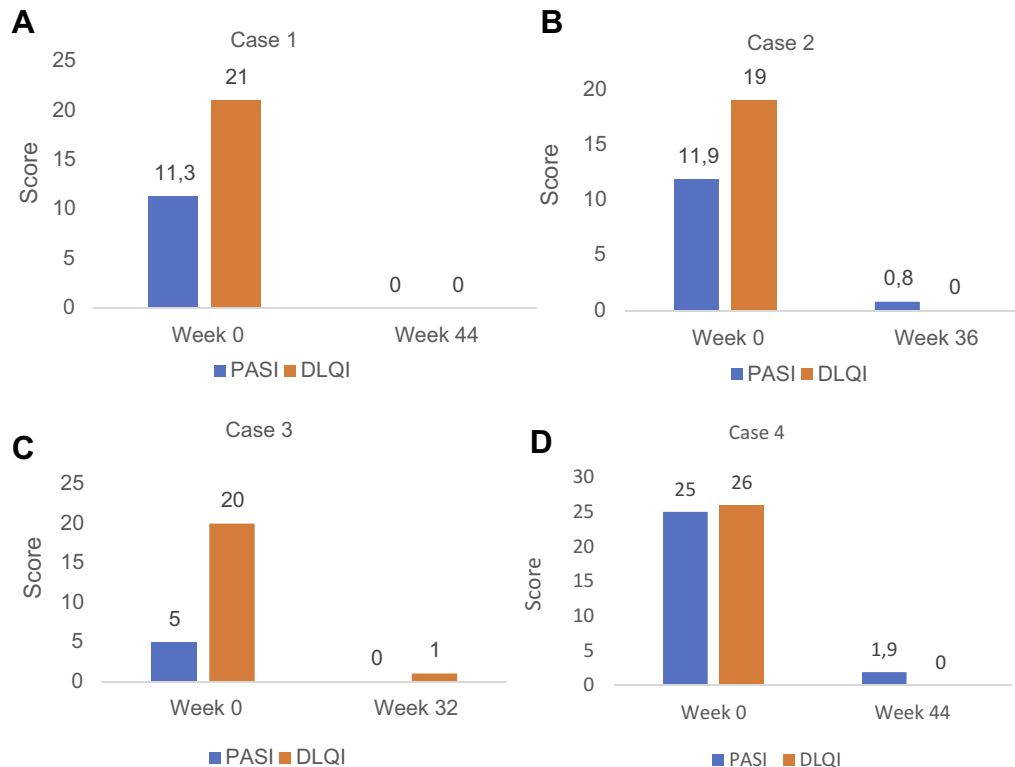 A
Case 1
25
20
15
10
5
0
Score
11,3
21
0
0
Week 0
Week 44
PASI
DLQI
B
Case 2
20
15
10
5
0
Score
11,9
19
0,8
0
Week 0
Week 36
PASI
DLQI
C
Case 3
25
20
15
10
5
0
Score
5
20
0
1
Week 0
Week 32
PASI
DLQI
D
Case 4
30
25
20
15
10
5
0
Score
25
26
1,9
0
Week 0
Week 44
PASI
DLQI